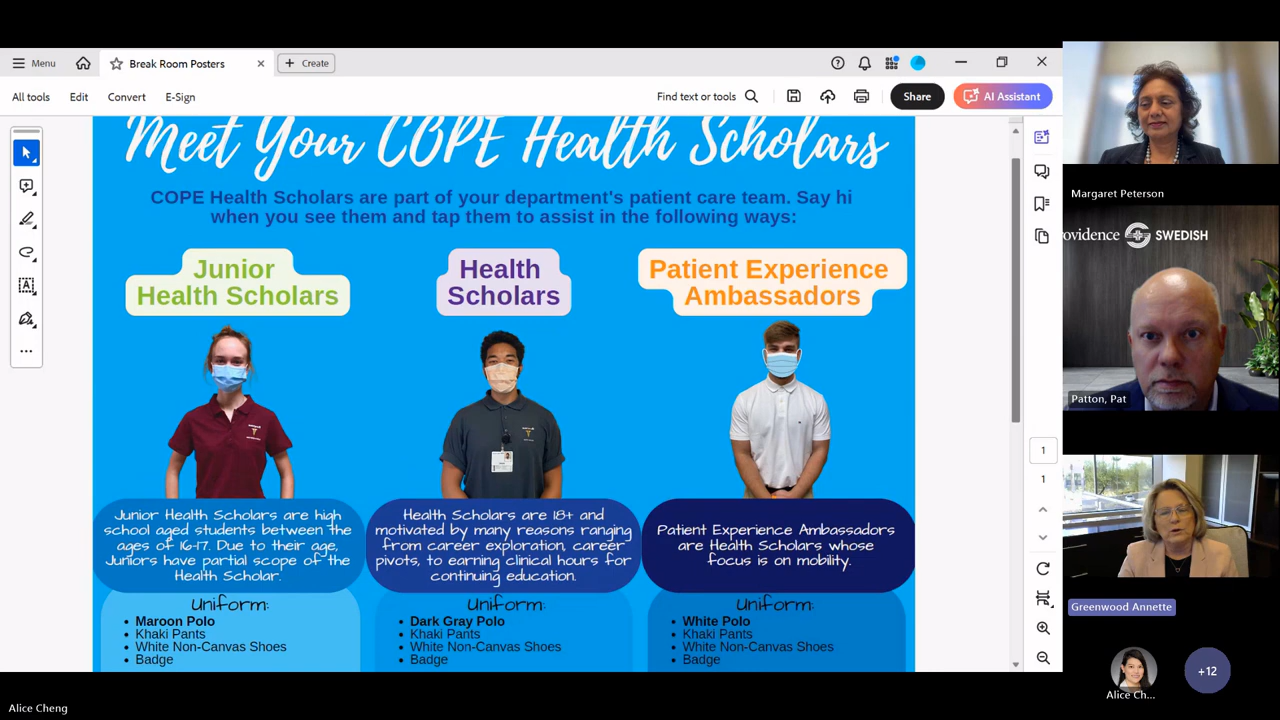 Menu
Break Room Posters
Create
All tools
Edit
Convert
E-Sign
Find text or tools
Share
AI Assistant
Meet Your COPE Health Scholars
COPE Health Scholars are part of your department's patient care team. Say hi
when you see them and tap them to assist in the following ways:
Junior
Health Scholars
Health
Scholars
Patient Experience
Ambassadors
Junior Health Scholars are high
school aged students between the
ages of 16-17. Due to their age,
Juniors have partial scope of the
Health Scholar.
Health Scholars are 18+ and
motivated by many reasons ranging
from career exploration, career
pivots, to earning clinical hours for
continuing education.
Patient Experience Ambassadors
are Health Scholars whose
focus is on mobility.
Uniform:
• Maroon Polo
• Khaki Pants
• White Non-Canvas Shoes
• Badge
Uniform:
• Dark Gray Polo
• Khaki Pants
• White Non-Canvas Shoes
• Badge
Uniform:
• White Polo
• Khaki Pants
• White Non-Canvas Shoes
• Badge
1
1
Margaret Peterson
ovidence SWEDISH
Patton, Pat
Greenwood Annette
Alice Ch...
+12
Alice Cheng